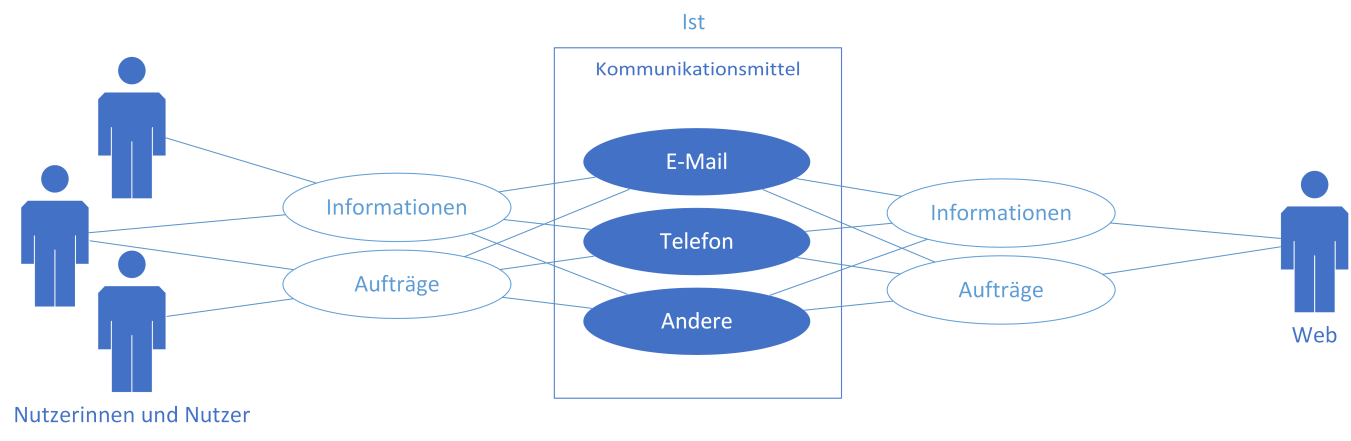 Ist
Kommunikationsmittel
E-Mail
Informationen
Informationen
Telefon
Aufträge
Aufträge
Andere
Web
Nutzerinnen und Nutzer